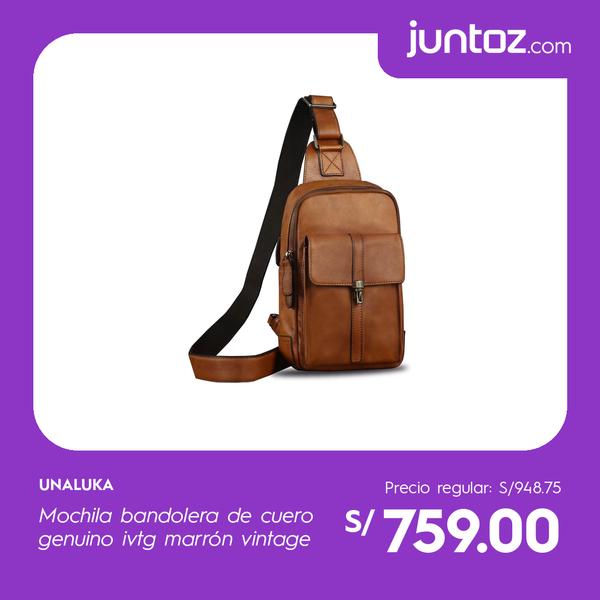 juntoz.com
UNALUKA
Mochila bandolera de cuero
genuino ivtg marrón vintage
Precio regular: S/948.75
S/759.00